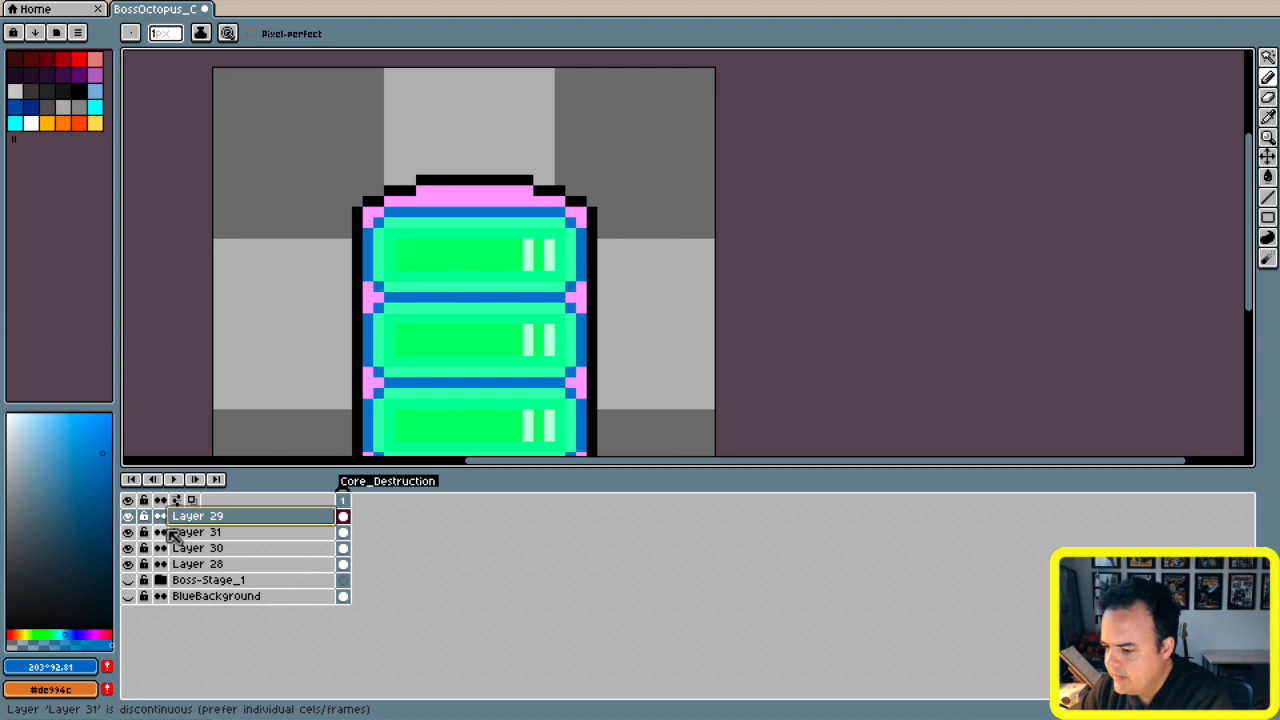 Home
BossOctopus_C
1px
Pixel-perfect
Core_Destruction
1
Layer 29
Layer 31
Layer 30
Layer 28
Boss-Stage_1
BlueBackground
203°92.81
#de994c
Layer 'Layer 31' is discontinuous (prefer individual cels/frames)